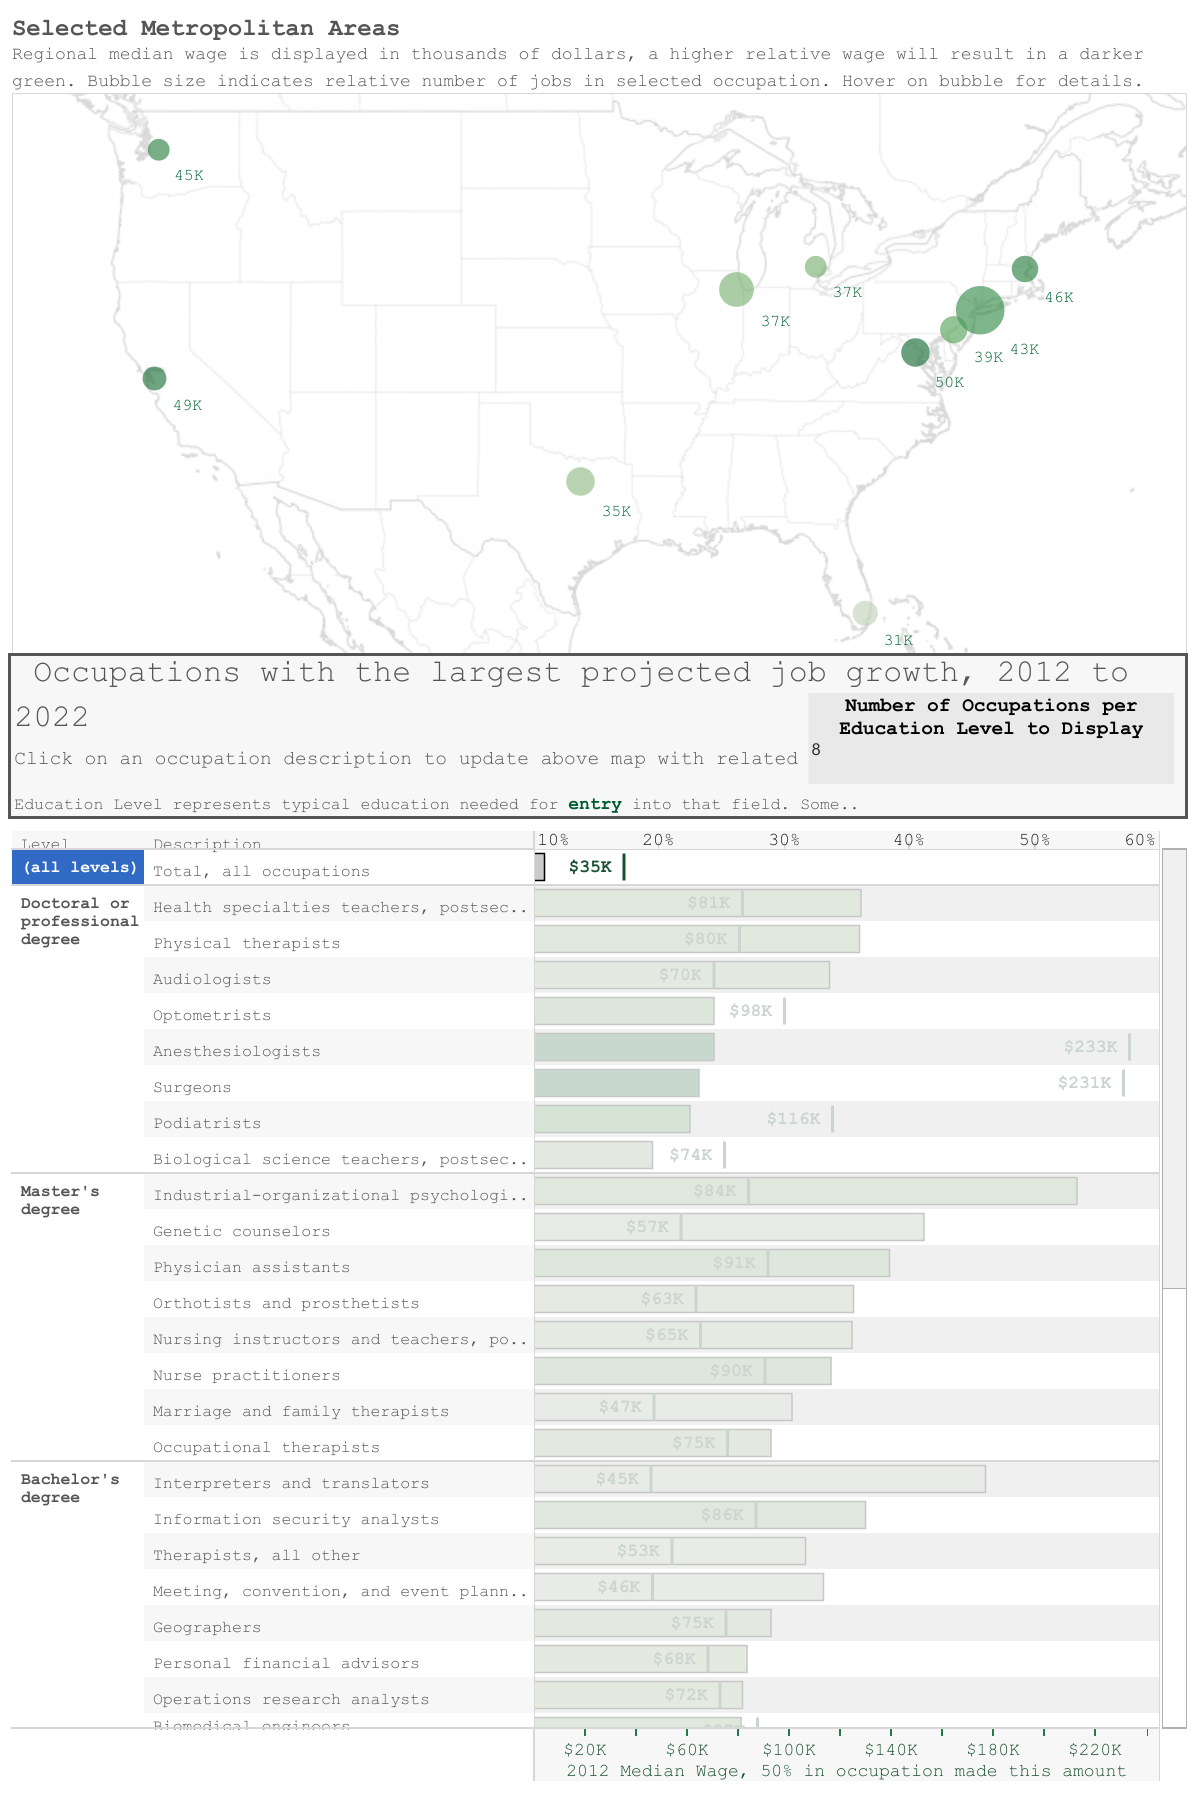 Selected Metropolitan Areas
Regional median wage is displayed in thousands of dollars, a higher relative wage will result in a darker
green. Bubble size indicates relative number of jobs in selected occupation. Hover on bubble for details.
45K
37K
46K
37K
43K
39K
50K
49K
35K
31K
Occupations with the largest projected job growth, 2012 to
2022
Number of Occupations per
Education Level to Display
8
Click on an occupation description to update above map with related
Education Level represents typical education needed for entry into that field. Some..
Level Description 10% 20% 30% 40% 50% 60%
(all levels) Total, all occupations $35K
Doctoral or
professional
degree
Health specialties teachers, postsec.. $81K
Physical therapists $80K
Audiologists $70K
Optometrists $98K
Anesthesiologists $233K
Surgeons $231K
Podiatrists $116K
Biological science teachers, postsec.. $74K
Master's
degree
Industrial-organizational psychologi.. $84K
Genetic counselors $57K
Physician assistants $91K
Orthotists and prosthetists $63K
Nursing instructors and teachers, po.. $65K
Nurse practitioners $90K
Marriage and family therapists $47K
Occupational therapists $75K
Bachelor's
degree
Interpreters and translators $45K
Information security analysts $86K
Therapists, all other $53K
Meeting, convention, and event plann.. $46K
Geographers $75K
Personal financial advisors $68K
Operations research analysts $72K
Biomedical engineers
$20K $60K $100K $140K $180K $220K
2012 Median Wage, 50% in occupation made this amount